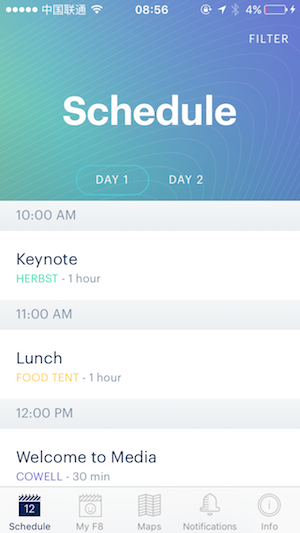 中国联通 08:56 4%
FILTER
Schedule
DAY 1 DAY 2
10:00 AM
Keynote
HERBST - 1 hour
11:00 AM
Lunch
FOOD TENT - 1 hour
12:00 PM
Welcome to Media
COWELL - 30 min
12
Schedule My F8 Maps Notifications Info